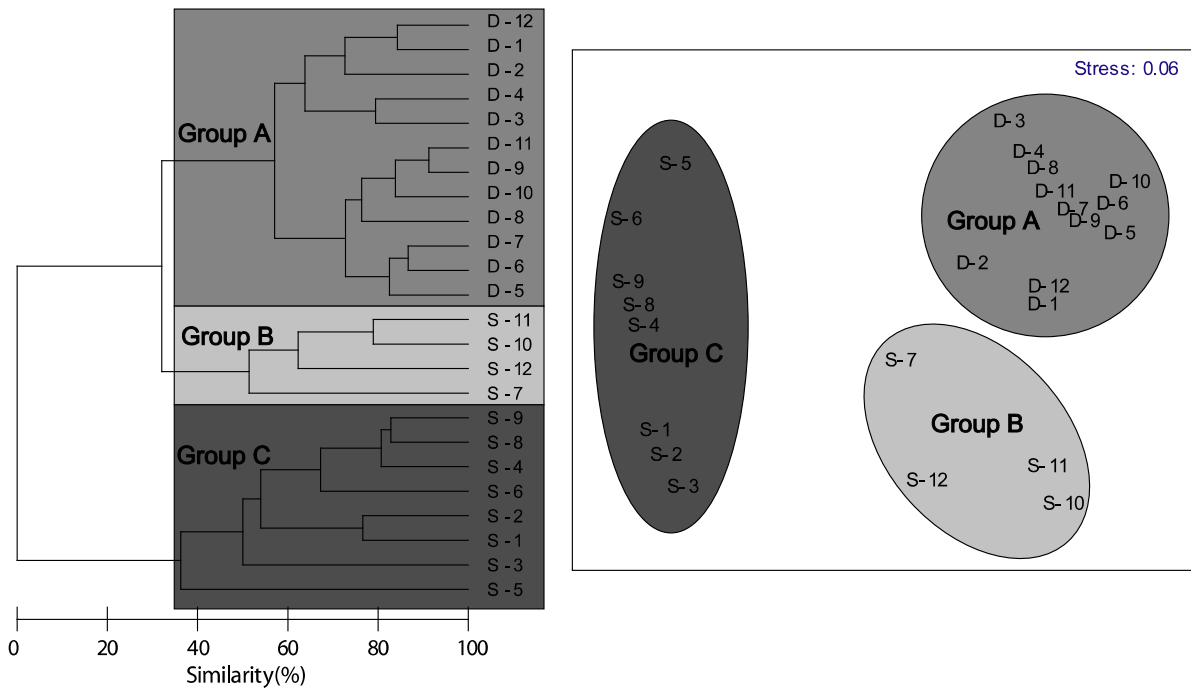 D - 12
D - 1
D - 2
D - 4
D - 3
D - 11
D - 9
D - 10
D - 8
D - 7
D - 6
D - 5
S - 11
S - 10
S - 12
S - 7
S - 9
S - 8
S - 4
S - 6
S - 2
S - 1
S - 3
S - 5
Group A
Group B
Group C
0 20 40 60 80 100
Similarity(%)
Stress: 0.06
D- 3
D- 4
D- 8
D- 10
D- 11
D- 6
D- 7
D- 9
D- 5
Group A
D- 2
D- 12
D- 1
S- 5
S- 6
S- 9
S- 8
S- 4
Group C
S- 1
S- 2
S- 3
S- 7
Group B
S- 11
S- 12
S- 10